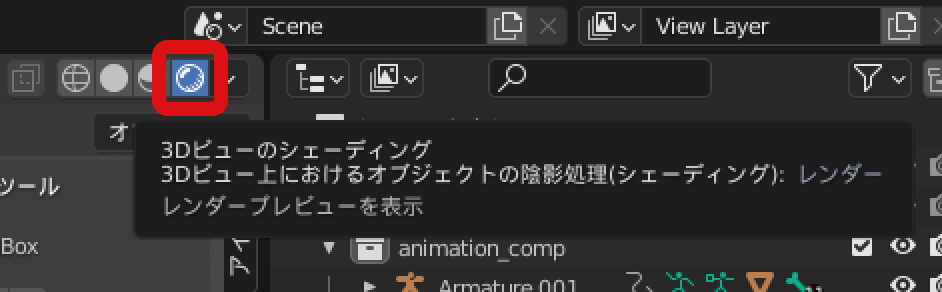 Scene
View Layer
オ
3Dビューのシェーディング
3Dビュー上におけるオブジェクトの陰影処理(シェーディング): レンダー
レンダープレビューを表示
ツール
Box
animation_comp
Armature.001